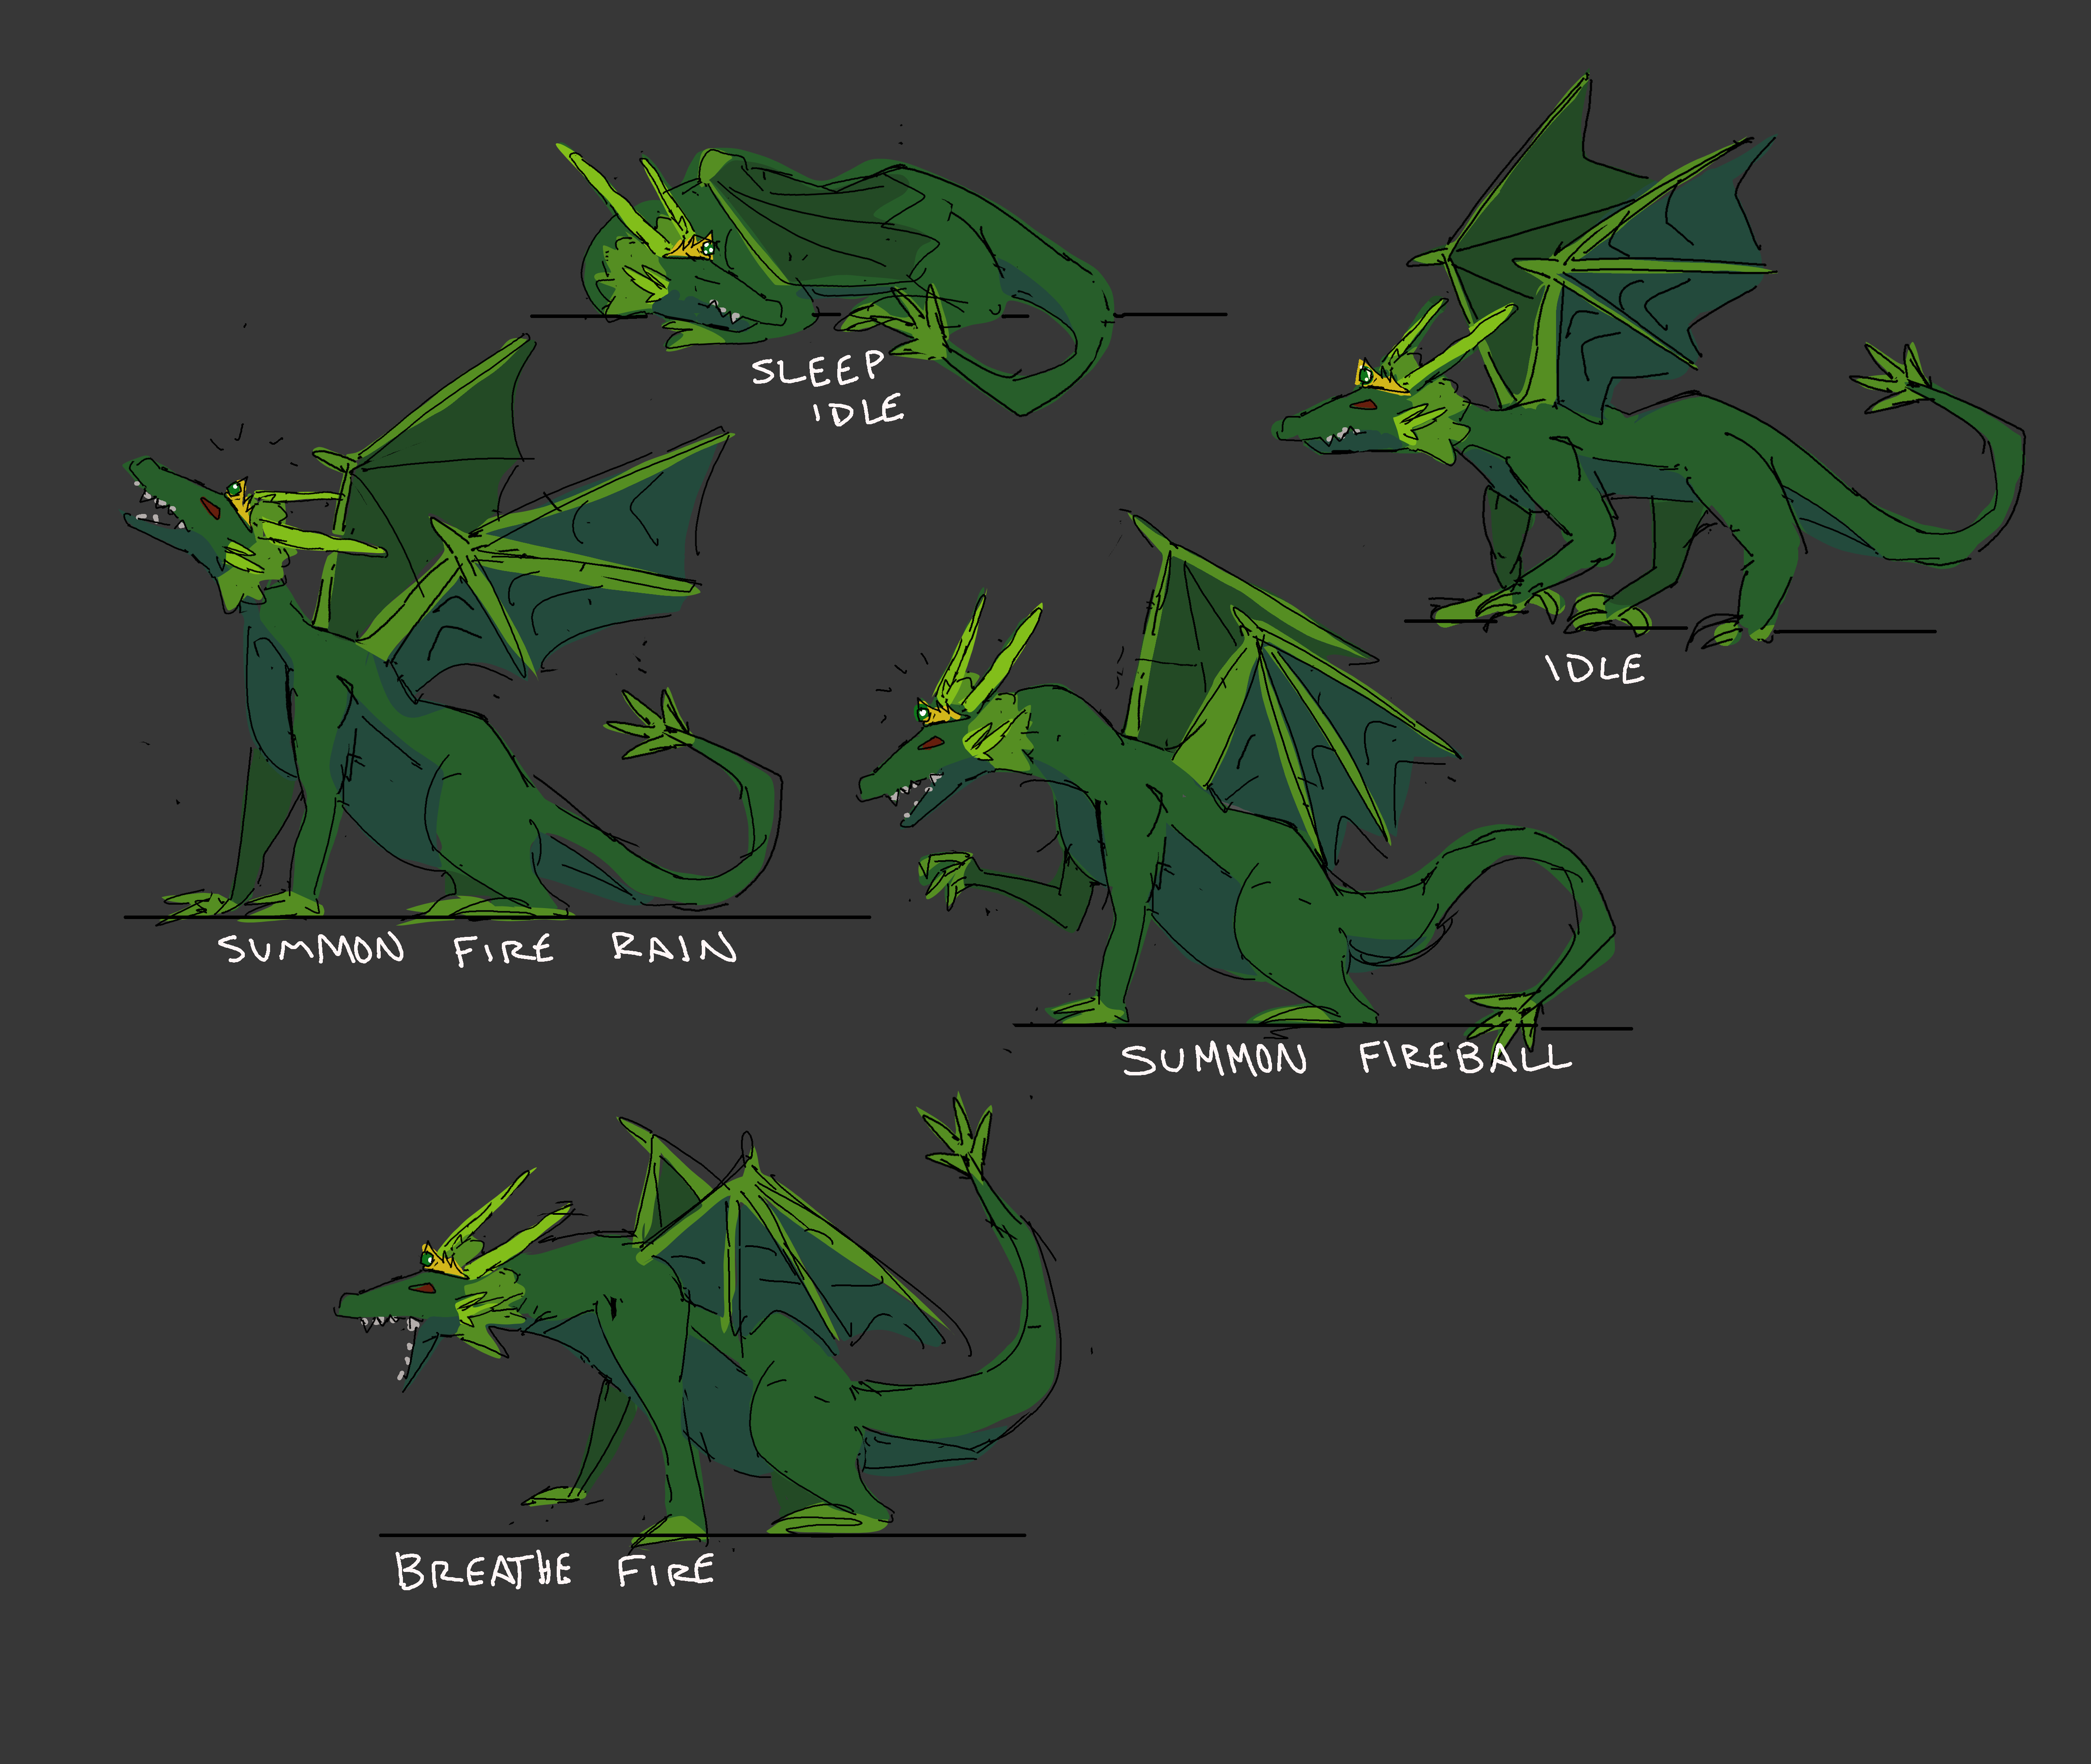 SLEEP
IDLE
IDLE
SUMMON FIRE RAIN
SUMMON FIREBALL
BREATHE FIRE